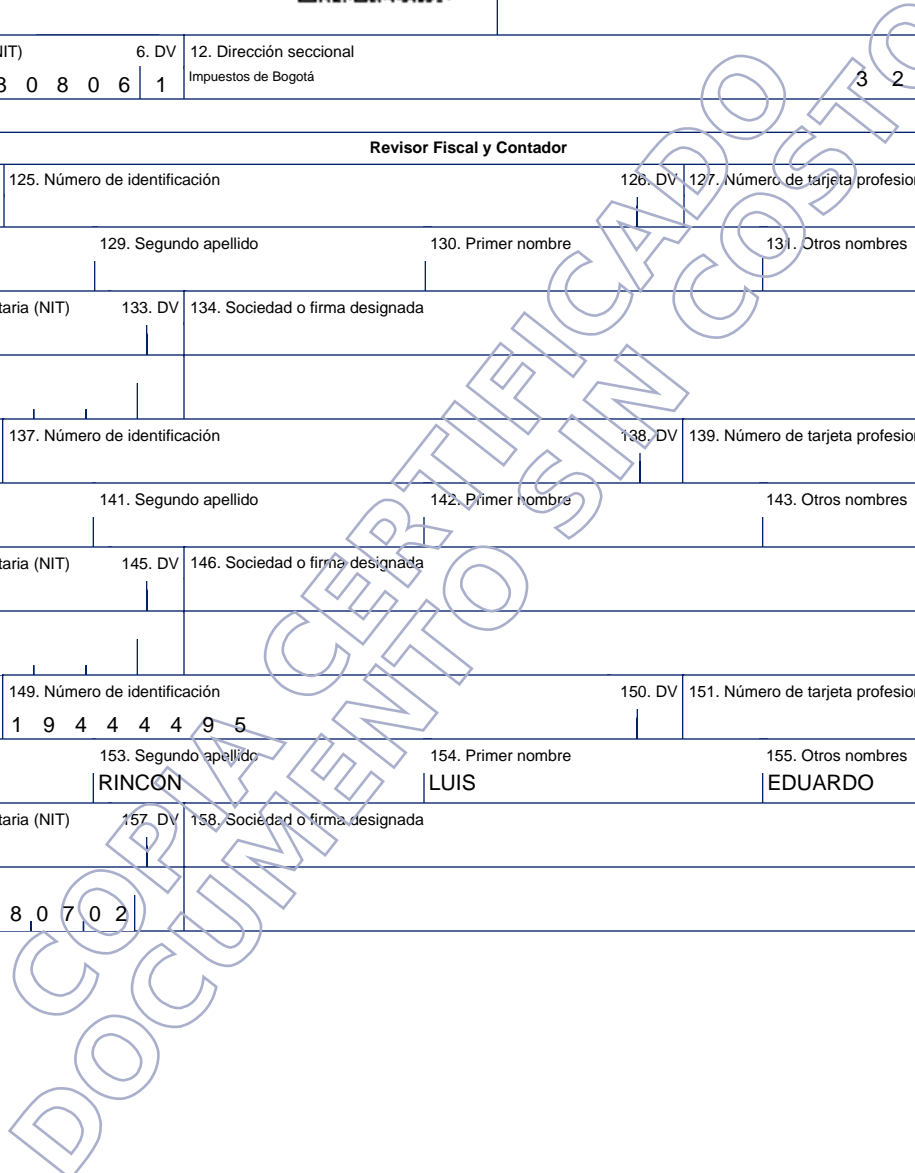 NIT) 6. DV 12. Dirección seccional
3 0 8 0 6 1 Impuestos de Bogotá 3 2
Revisor Fiscal y Contador
125. Número de identificación 126. DV 127. Número de tarjeta profesion
129. Segundo apellido 130. Primer nombre 131. Otros nombres
taria (NIT) 133. DV 134. Sociedad o firma designada
137. Número de identificación 138. DV 139. Número de tarjeta profesion
141. Segundo apellido 142. Primer nombre 143. Otros nombres
taria (NIT) 145. DV 146. Sociedad o firma designada
149. Número de identificación 150. DV 151. Número de tarjeta profesion
1 9 4 4 4 4 9 5
153. Segundo apellido 154. Primer nombre 155. Otros nombres
RINCON LUIS EDUARDO
taria (NIT) 157. DV 158. Sociedad o firma designada
8 0 7 0 2
COPIA CERTIFICADO
DOCUMENTO SIN COSTO